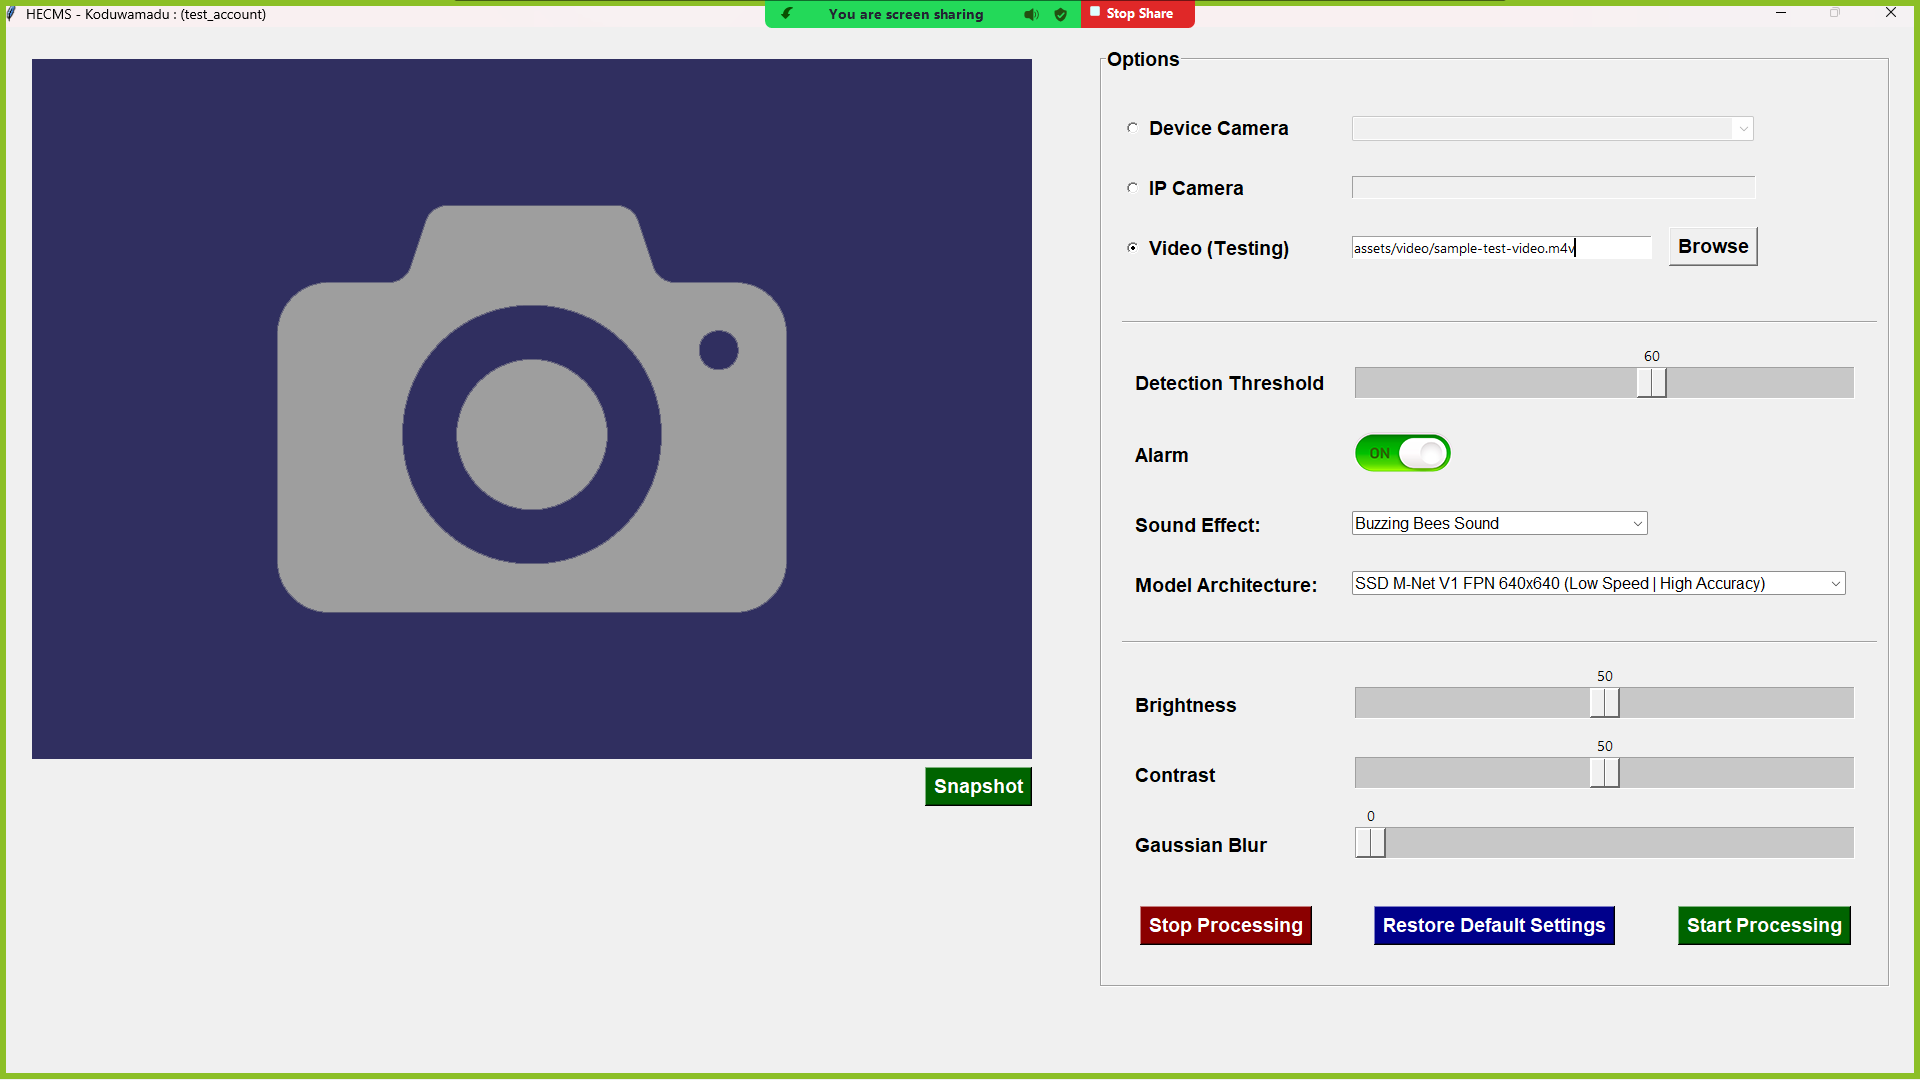 HECMS - Koduwamadu : (test_account)
You are screen sharing
Stop Share
Options
Device Camera
IP Camera
Video (Testing)
assets/video/sample-test-video.m4v
Browse
60
Detection Threshold
Alarm
ON
Sound Effect:
Buzzing Bees Sound
Model Architecture:
SSD M-Net V1 FPN 640x640 (Low Speed | High Accuracy)
50
Brightness
50
Contrast
0
Gaussian Blur
Snapshot
Stop Processing
Restore Default Settings
Start Processing